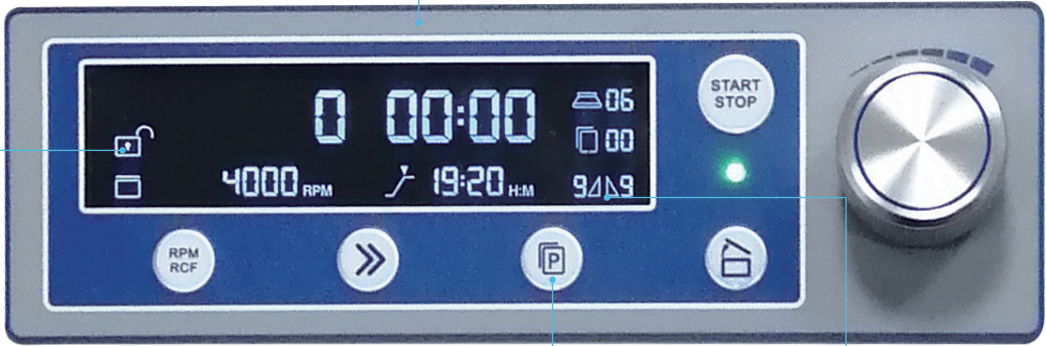 0 00:00 06
00
4000 RPM 19:20 H:M 9 9
START
STOP
RPM
RCF
P